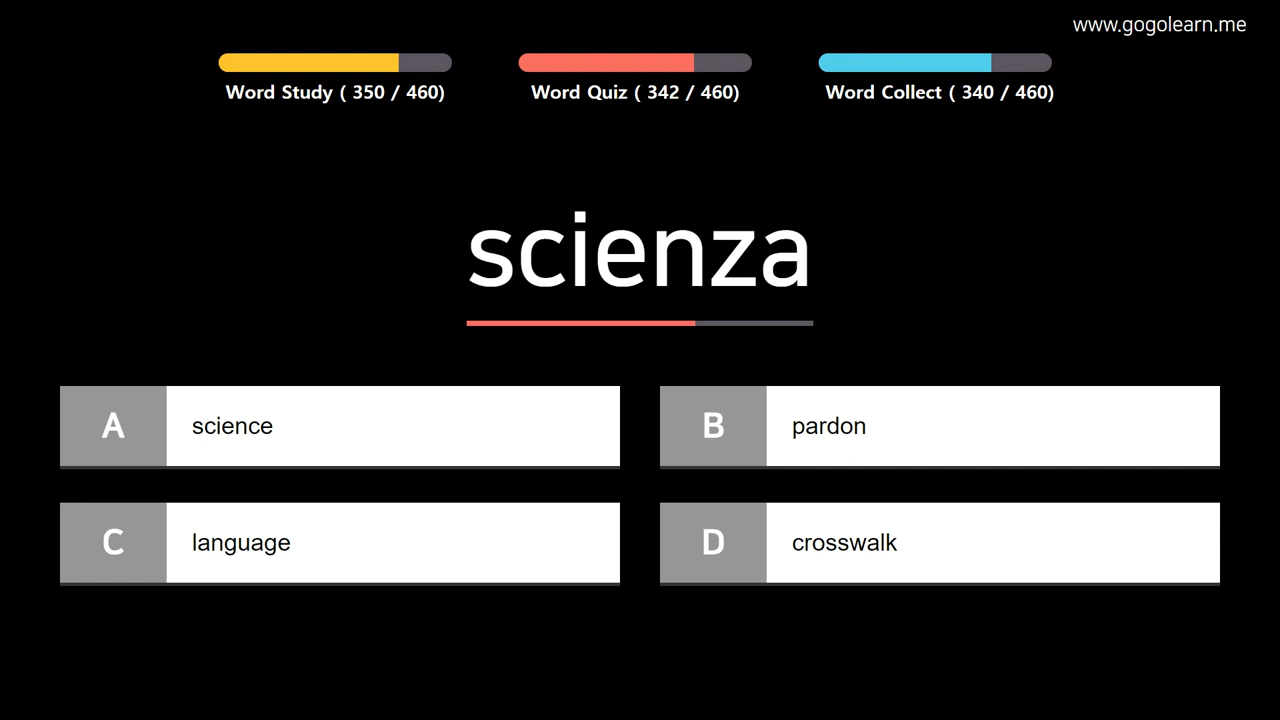 www.gogolearn.me
Word Study ( 350 / 460)
Word Quiz ( 342 / 460)
Word Collect ( 340 / 460)
scienza
A science
B pardon
C language
D crosswalk